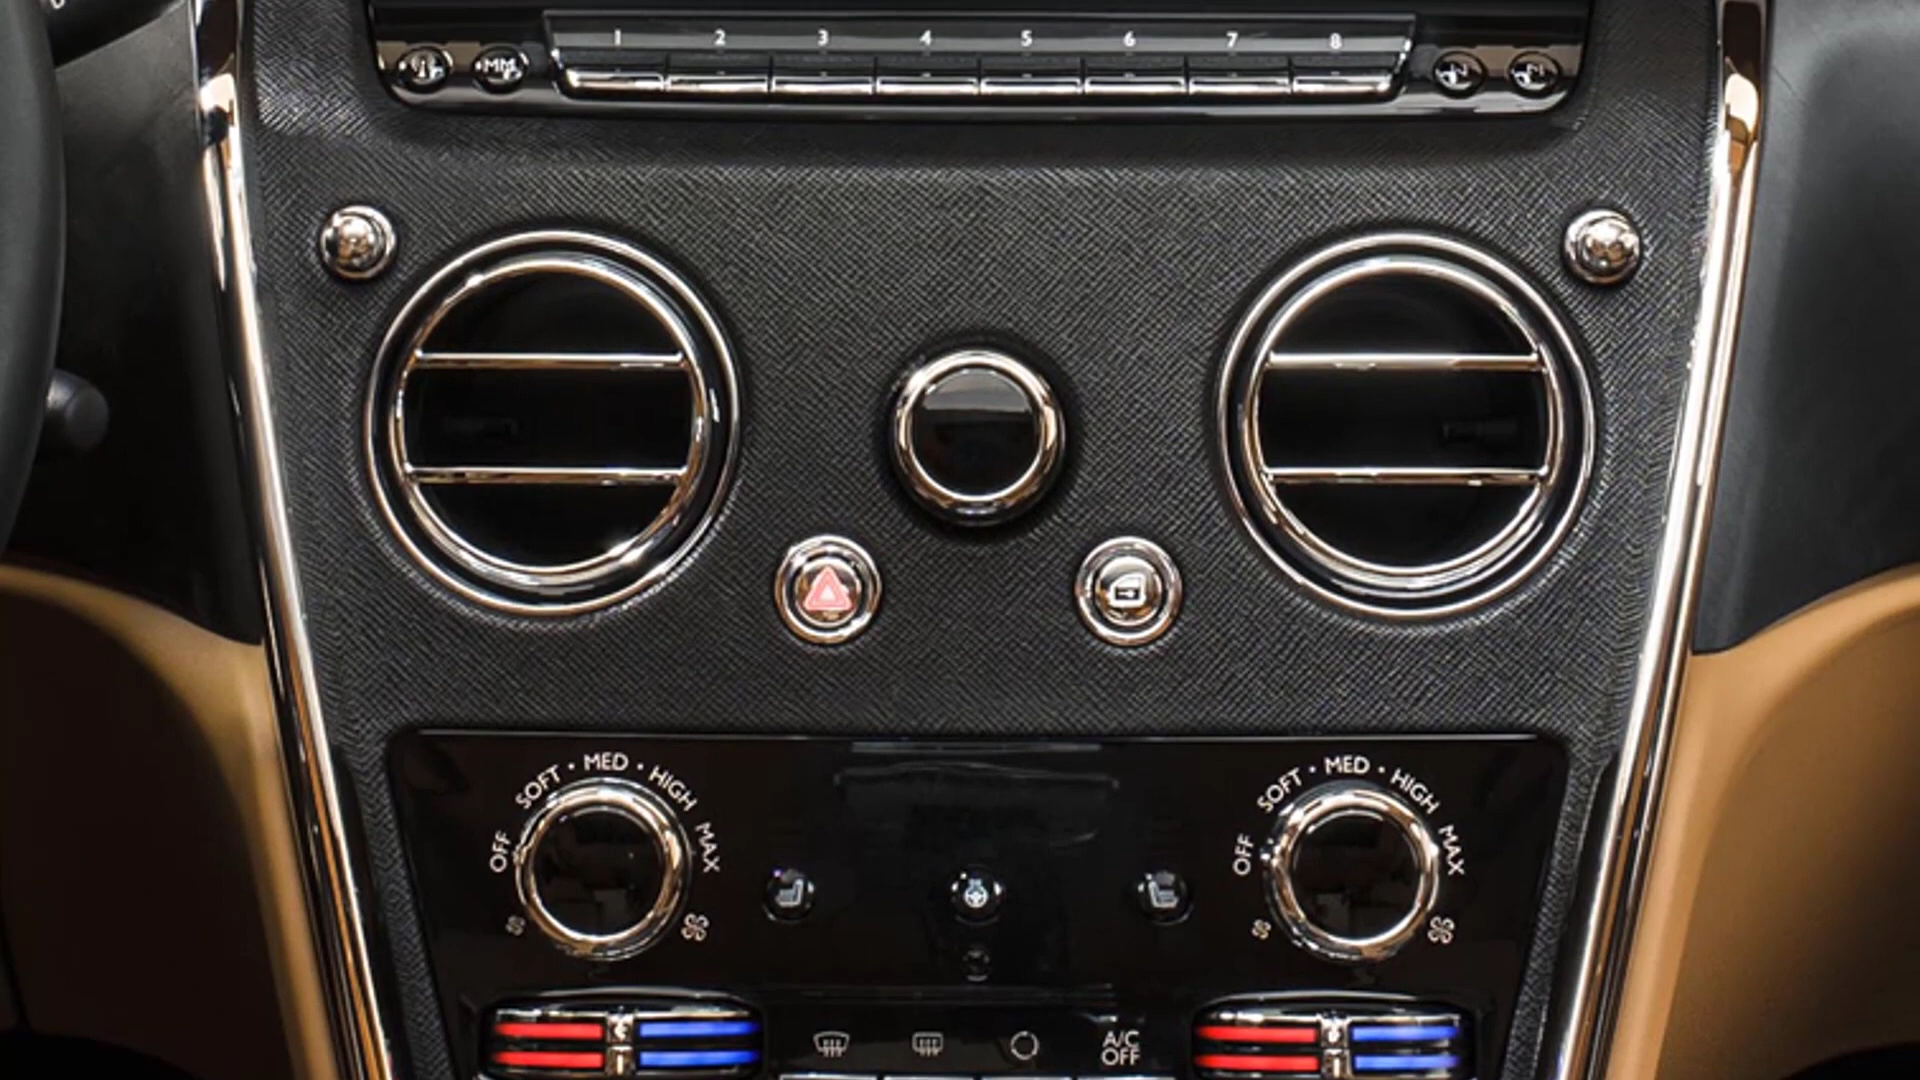 1 2 3 4 5 6 7 8
MM
OFF SOFT · MED · HIGH MAX
OFF SOFT · MED · HIGH MAX
A/C
OFF